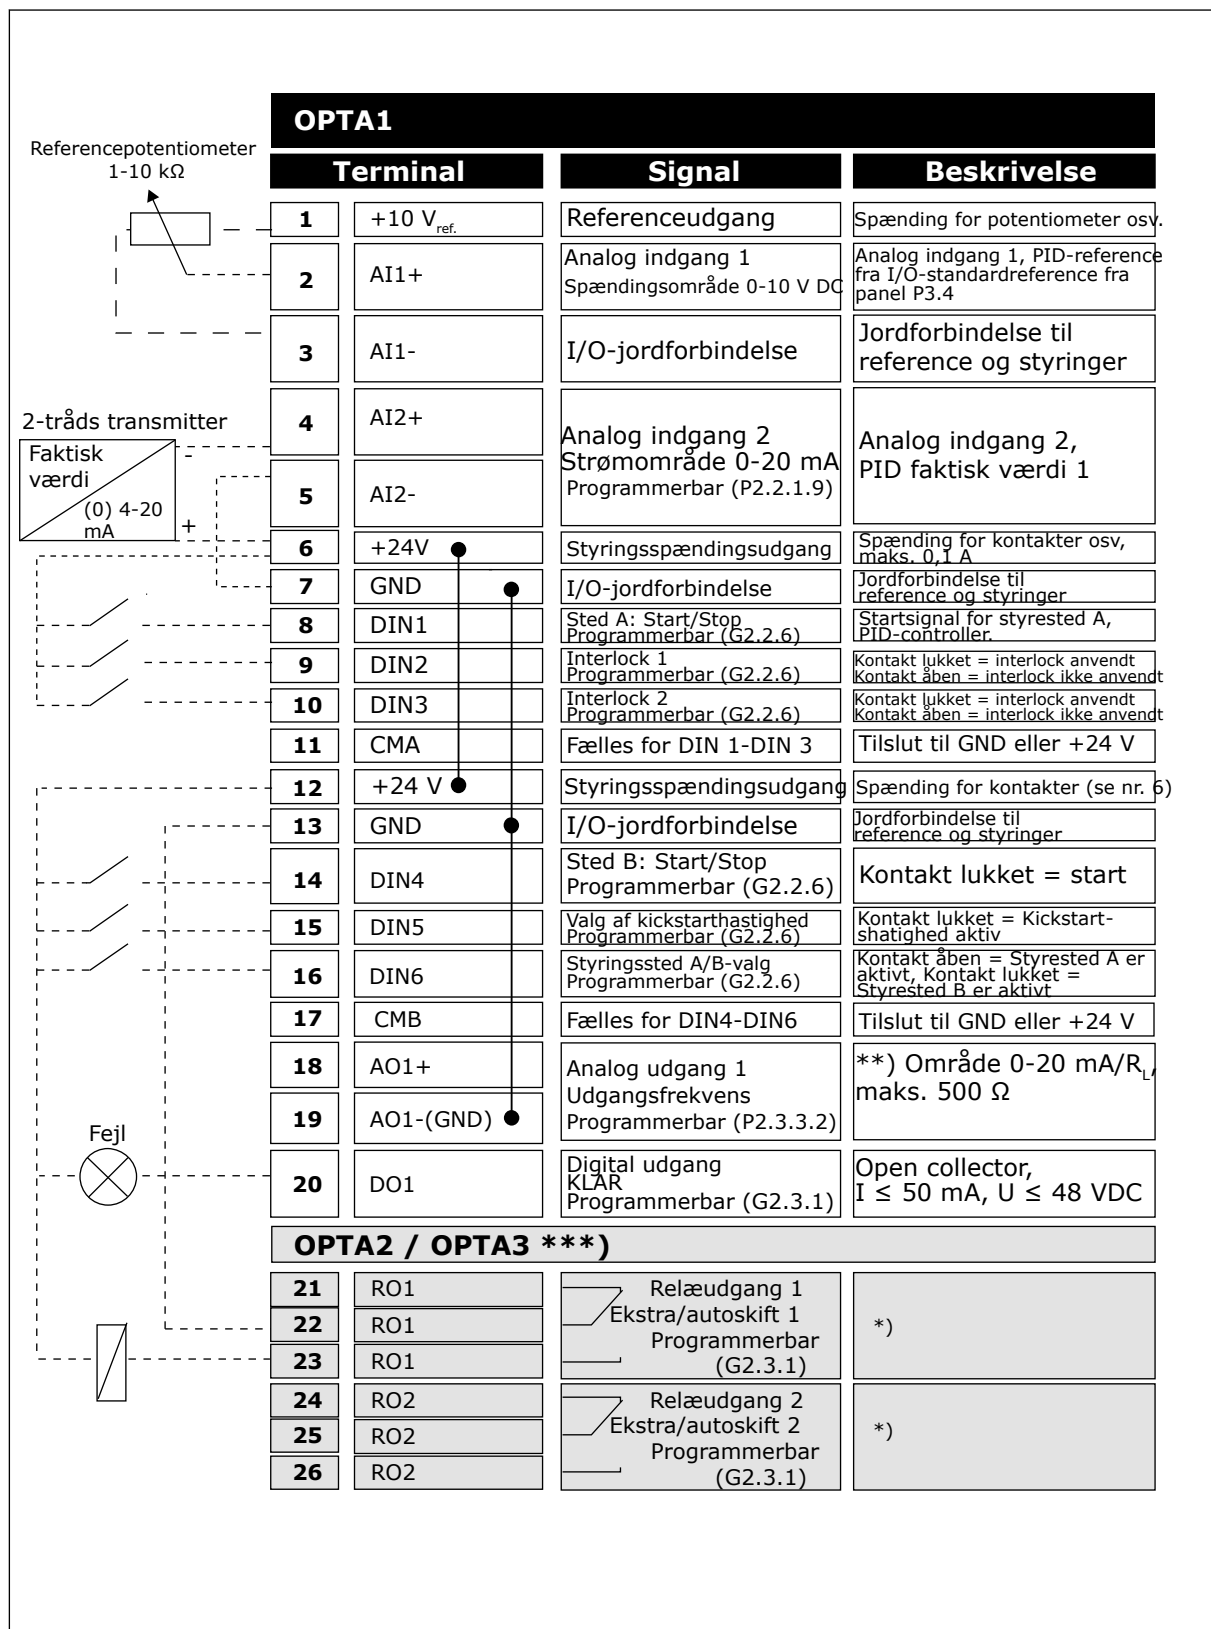 OPTA1
Referencepotentiometer
1-10 kΩ
Terminal Signal Beskrivelse
1 +10 Vref. Referenceudgang Spænding for potentiometer osv.
2 AI1+ Analog indgang 1
Spændingsområde 0-10 V DC
Analog indgang 1, PID-reference
fra I/O-standardreference fra
panel P3.4
3 AI1- I/O-jordforbindelse
Jordforbindelse til
reference og styringer
2-tråds transmitter
Faktisk
værdi
(0) 4-20
mA
-
+
4 AI2+
5 AI2-
Analog indgang 2
Strømområde 0-20 mA
Programmerbar (P2.2.1.9)
Analog indgang 2,
PID faktisk værdi 1
6 +24V Styringsspændingsudgang
Spænding for kontakter osv,
maks. 0,1 A
7 GND I/O-jordforbindelse
Jordforbindelse til
reference og styringer
8 DIN1 Sted A: Start/Stop
Programmerbar (G2.2.6)
Startsignal for styrested A,
PID-controller.
9 DIN2 Interlock 1
Programmerbar (G2.2.6)
Kontakt lukket = interlock anvendt
Kontakt åben = interlock ikke anvendt
10 DIN3 Interlock 2
Programmerbar (G2.2.6)
Kontakt lukket = interlock anvendt
Kontakt åben = interlock ikke anvendt
11 CMA Fælles for DIN 1-DIN 3 Tilslut til GND eller +24 V
12 +24 V Styringsspændingsudgang Spænding for kontakter (se nr. 6)
13 GND I/O-jordforbindelse
Jordforbindelse til
reference og styringer
14 DIN4 Sted B: Start/Stop
Programmerbar (G2.2.6)
Kontakt lukket = start
15 DIN5 Valg af kickstarthastighed
Programmerbar (G2.2.6)
Kontakt lukket = Kickstart-
shatighed aktiv
16 DIN6 Styringssted A/B-valg
Programmerbar (G2.2.6)
Kontakt åben = Styrested A er
aktivt, Kontakt lukket =
Styrested B er aktivt
17 CMB Fælles for DIN4-DIN6 Tilslut til GND eller +24 V
18 AO1+
19 AO1-(GND)
Analog udgang 1
Udgangsfrekvens
Programmerbar (P2.3.3.2)
**) Område 0-20 mA/RL,
maks. 500 Ω
Fejl
20 DO1 Digital udgang
KLAR
Programmerbar (G2.3.1)
Open collector,
I ≤ 50 mA, U ≤ 48 VDC
OPTA2 / OPTA3 ***)
21 RO1
22 RO1
23 RO1
Relæudgang 1
Ekstra/autoskift 1
Programmerbar
(G2.3.1)
*)
24 RO2
25 RO2
26 RO2
Relæudgang 2
Ekstra/autoskift 2
Programmerbar
(G2.3.1)
*)